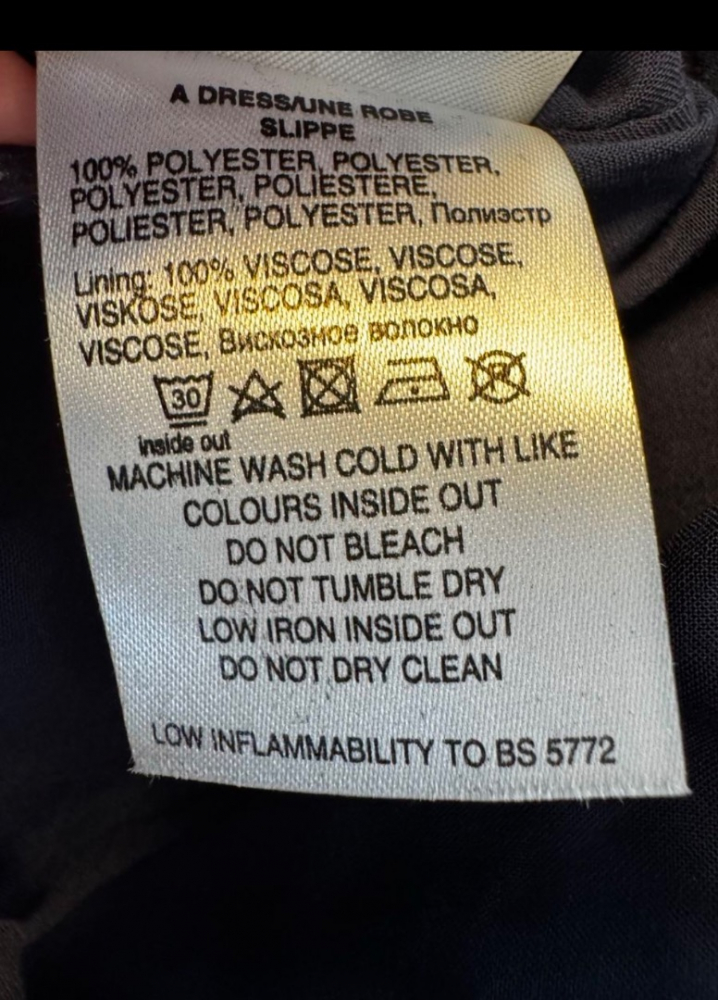 A DRESS/UNE ROBE
SLIPPE
100% POLYESTER, POLYESTER,
POLYESTER, POLIESTERE,
POLIESTER, POLYESTER, Полиэстр
Lining: 100% VISCOSE, VISCOSE,
VISKOSE, VISCOSA, VISCOSA,
VISCOSE, Вискозное волокно
30
inside out
MACHINE WASH COLD WITH LIKE
COLOURS INSIDE OUT
DO NOT BLEACH
DO NOT TUMBLE DRY
LOW IRON INSIDE OUT
DO NOT DRY CLEAN
LOW INFLAMMABILITY TO BS 5772